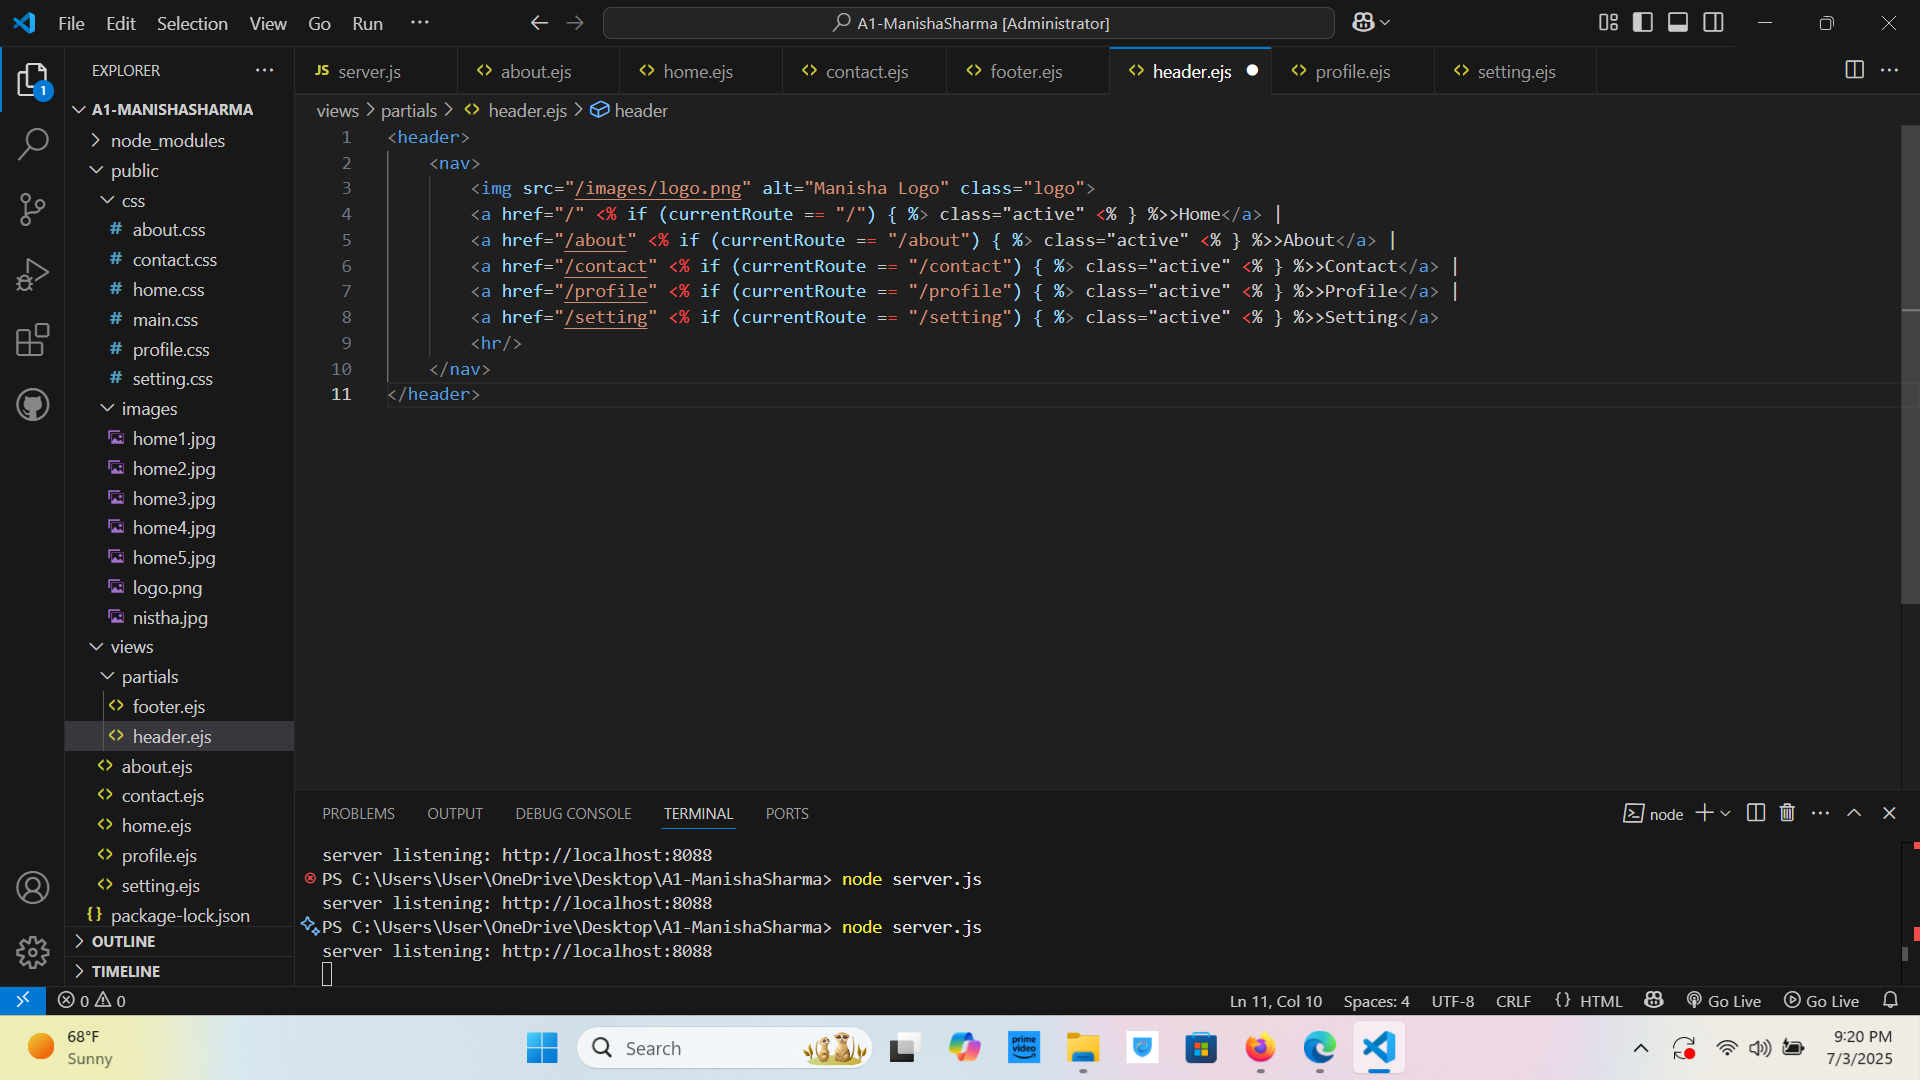 File Edit Selection View Go Run ··· A1-ManishaSharma [Administrator]
EXPLORER
server.js about.ejs home.ejs contact.ejs footer.ejs header.ejs profile.ejs setting.ejs
views > partials > header.ejs > header
A1-MANISHASHARMA
node_modules
public
css
about.css
contact.css
home.css
main.css
profile.css
setting.css
images
home1.jpg
home2.jpg
home3.jpg
home4.jpg
home5.jpg
logo.png
nistha.jpg
views
partials
footer.ejs
header.ejs
about.ejs
contact.ejs
home.ejs
profile.ejs
setting.ejs
package-lock.json
OUTLINE
TIMELINE
1 <header>
2 <nav>
3 <img src="/images/logo.png" alt="Manisha Logo" class="logo">
4 <a href="/" <% if (currentRoute == "/") { %> class="active" <% } %>>Home</a> |
5 <a href="/about" <% if (currentRoute == "/about") { %> class="active" <% } %>>About</a> |
6 <a href="/contact" <% if (currentRoute == "/contact") { %> class="active" <% } %>>Contact</a> |
7 <a href="/profile" <% if (currentRoute == "/profile") { %> class="active" <% } %>>Profile</a> |
8 <a href="/setting" <% if (currentRoute == "/setting") { %> class="active" <% } %>>Setting</a>
9 <hr/>
10 </nav>
11 </header>
PROBLEMS OUTPUT DEBUG CONSOLE TERMINAL PORTS node
server listening: http://localhost:8088
PS C:\Users\User\OneDrive\Desktop\A1-ManishaSharma> node server.js
server listening: http://localhost:8088
PS C:\Users\User\OneDrive\Desktop\A1-ManishaSharma> node server.js
server listening: http://localhost:8088
0 0 Ln 11, Col 10 Spaces: 4 UTF-8 CRLF {} HTML Go Live Go Live
68°F
Sunny
Search
prime video
9:20 PM
7/3/2025